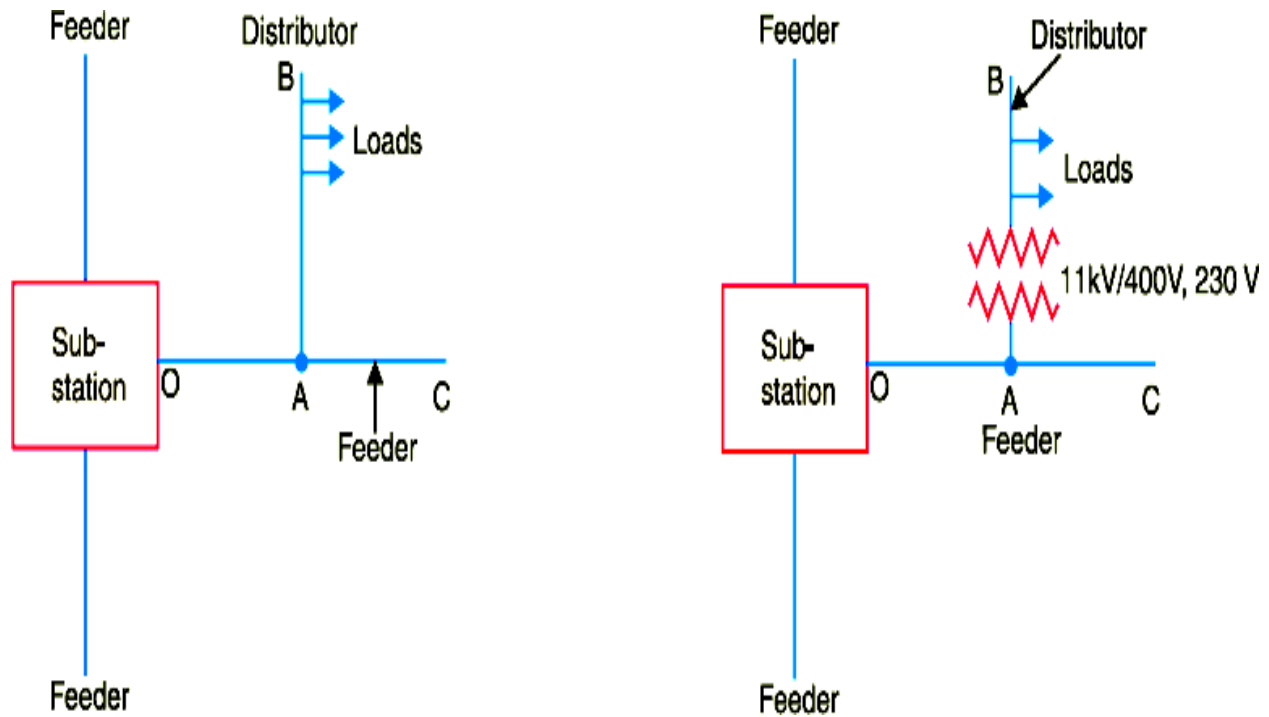 Feeder
Distributor
B
Loads
Sub-
station
O
A
C
Feeder
Feeder
Feeder
Distributor
B
Loads
11kV/400V, 230 V
Sub-
station
O
A
C
Feeder
Feeder